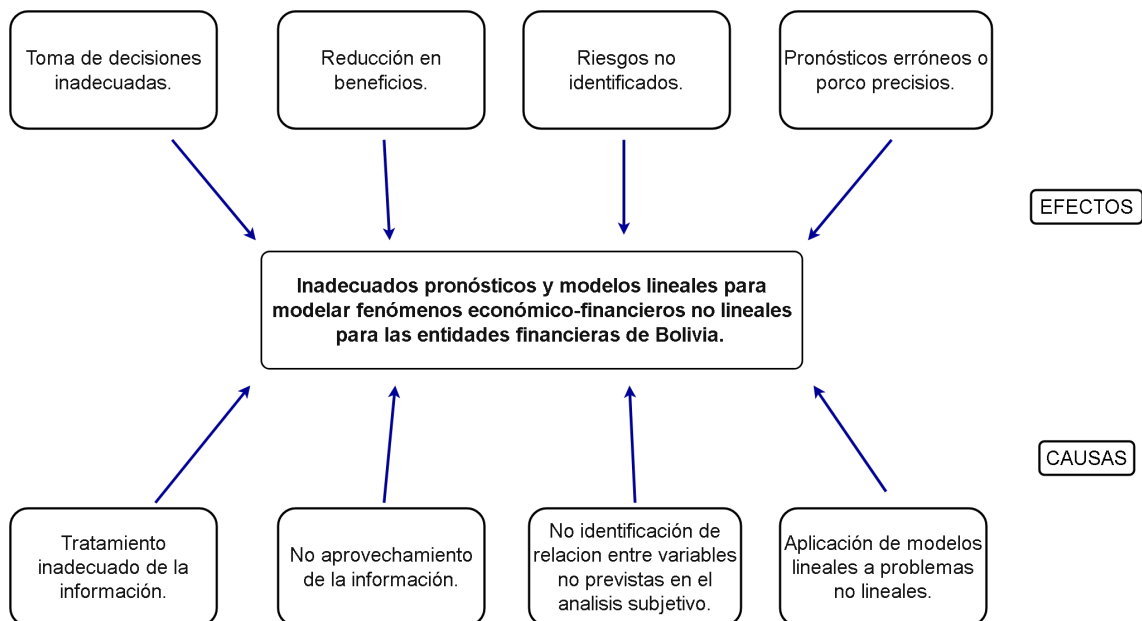 Toma de decisiones
inadecuadas.
Reducción en
beneficios.
Riesgos no
identificados.
Pronósticos erróneos o
porco precisios.
EFECTOS
Inadecuados pronósticos y modelos lineales para
modelar fenómenos económico-financieros no lineales
para las entidades financieras de Bolivia.
CAUSAS
Tratamiento
inadecuado de la
información.
No aprovechamiento
de la información.
No identificación de
relacion entre variables
no previstas en el
analisis subjetivo.
Aplicación de modelos
lineales a problemas
no lineales.